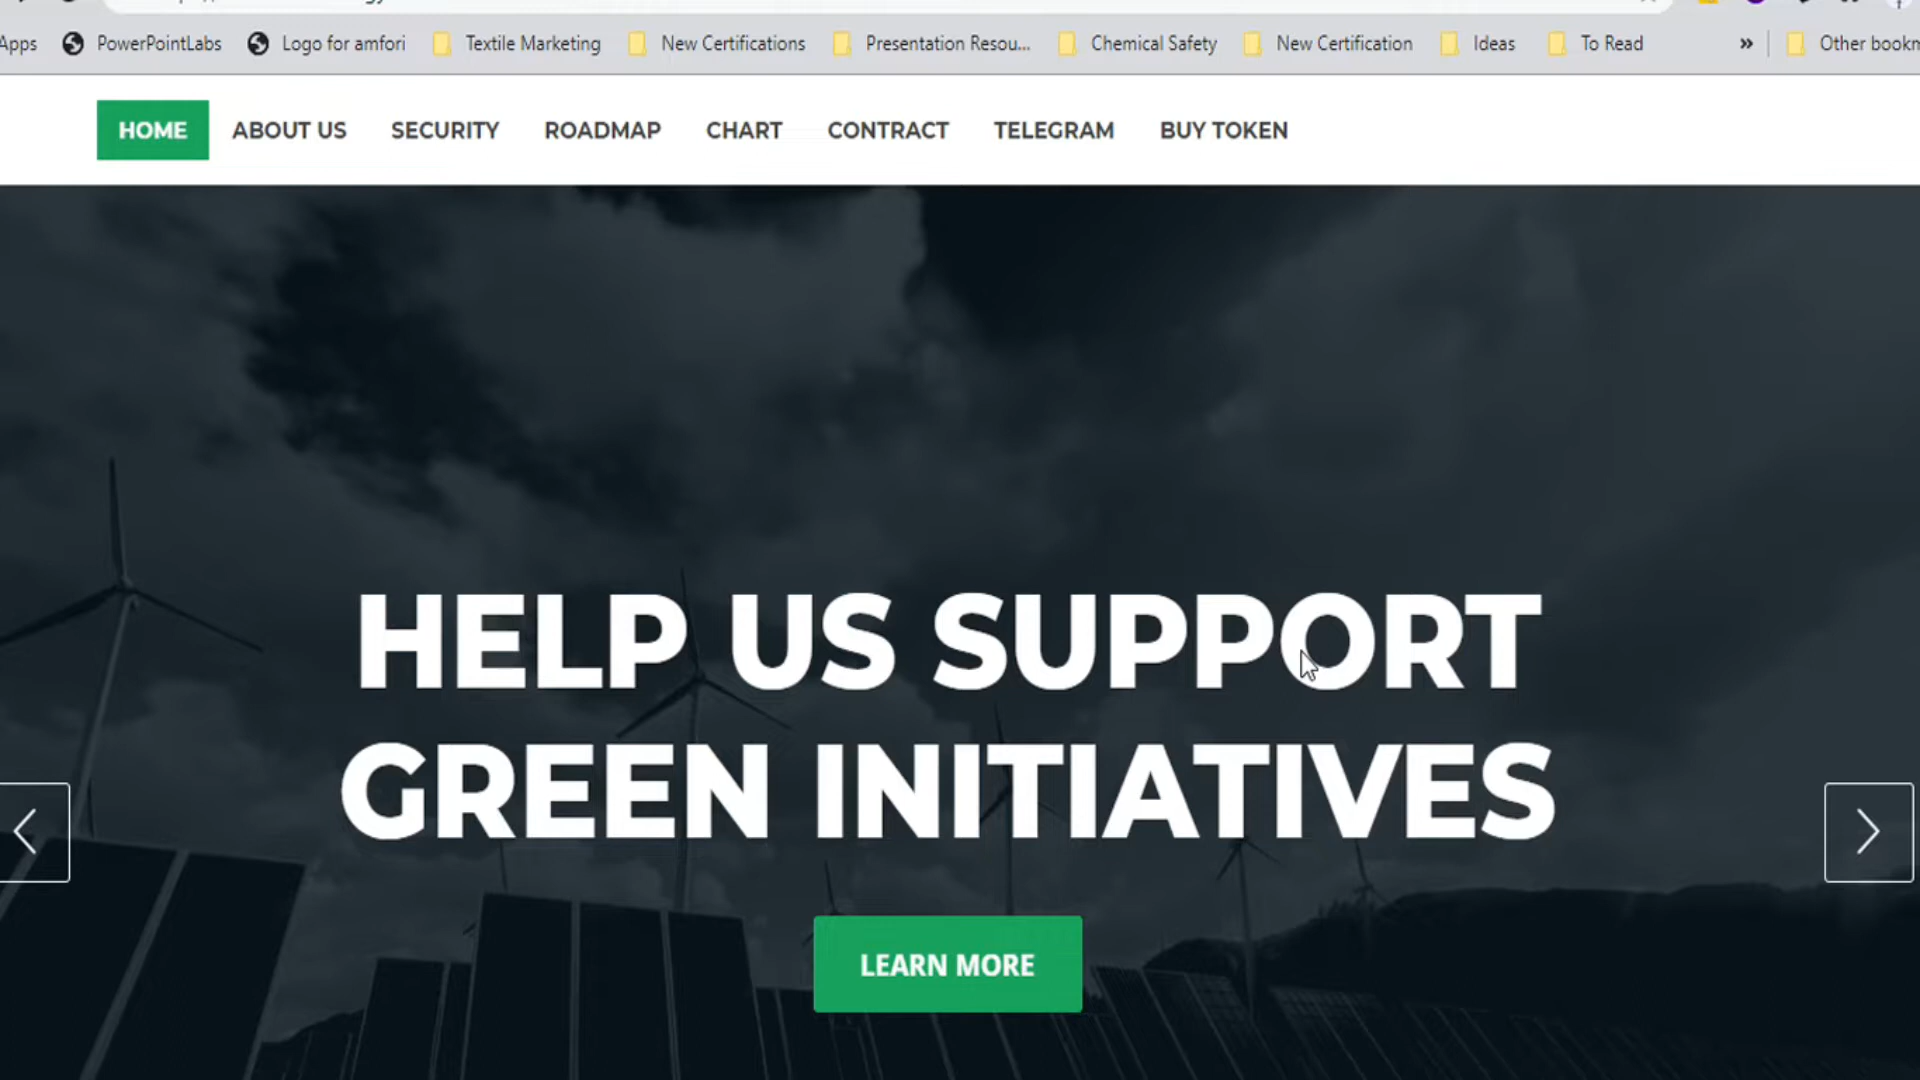 Apps PowerPointLabs Logo for amfori Textile Marketing New Certifications Presentation Resou... Chemical Safety New Certification Ideas To Read » Other bookm
HOME ABOUT US SECURITY ROADMAP CHART CONTRACT TELEGRAM BUY TOKEN
HELP US SUPPORT
GREEN INITIATIVES
LEARN MORE